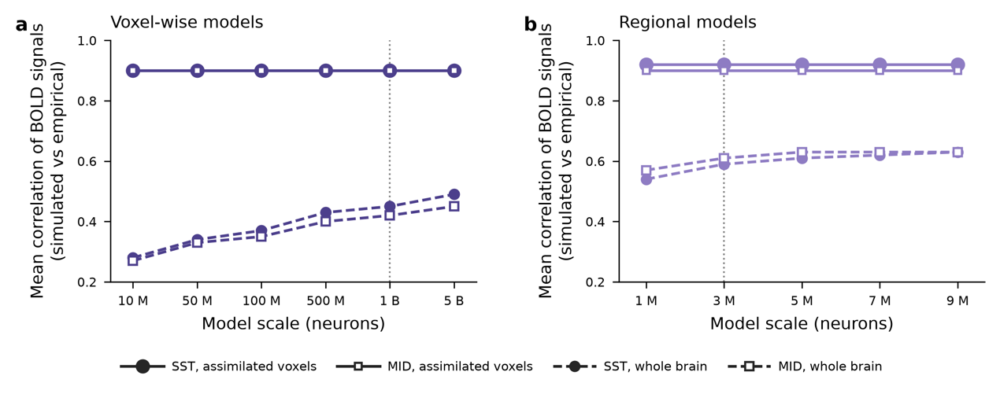 a
Voxel-wise models
Mean correlation of BOLD signals
(simulated vs empirical)
1.0
0.8
0.6
0.4
0.2
10 M 50 M 100 M 500 M 1 B 5 B
Model scale (neurons)
b
Regional models
Mean correlation of BOLD signals
(simulated vs empirical)
1.0
0.8
0.6
0.4
0.2
1 M 3 M 5 M 7 M 9 M
Model scale (neurons)
SST, assimilated voxels MID, assimilated voxels SST, whole brain MID, whole brain